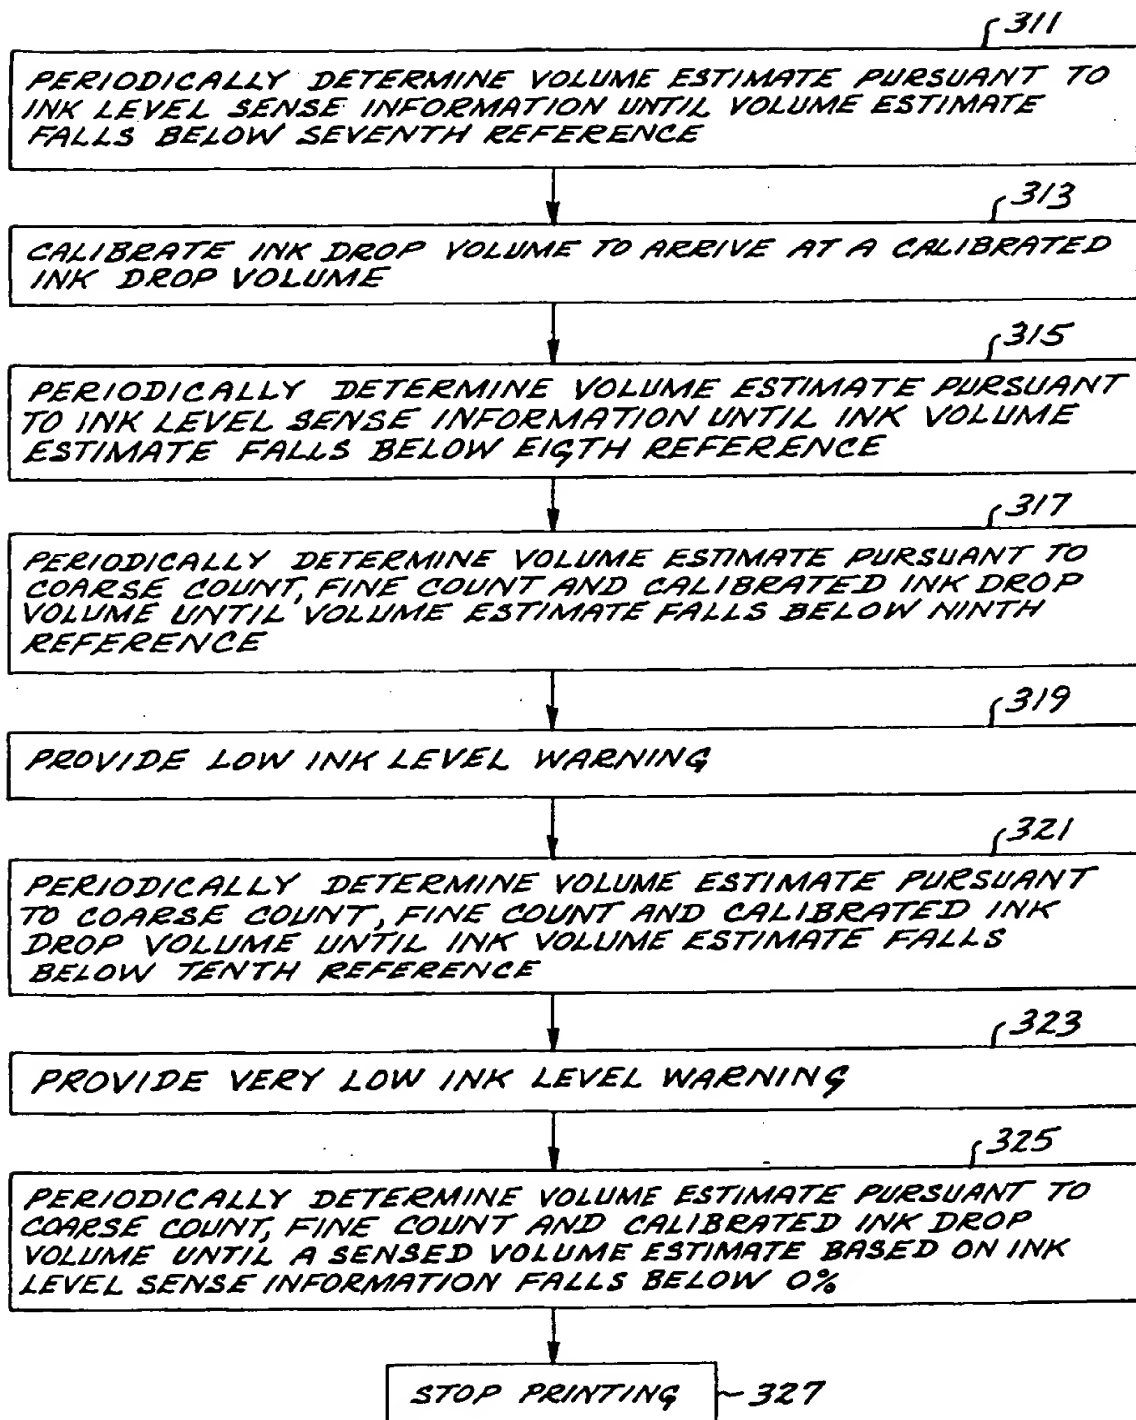 311
PERIODICALLY DETERMINE VOLUME ESTIMATE PURSUANT TO
INK LEVEL SENSE INFORMATION UNTIL VOLUME ESTIMATE
FALLS BELOW SEVENTH REFERENCE
313
CALIBRATE INK DROP VOLUME TO ARRIVE AT A CALIBRATED
INK DROP VOLUME
315
PERIODICALLY DETERMINE VOLUME ESTIMATE PURSUANT
TO INK LEVEL SENSE INFORMATION UNTIL INK VOLUME
ESTIMATE FALLS BELOW EIGTH REFERENCE
317
PERIODICALLY DETERMINE VOLUME ESTIMATE PURSUANT TO
COARSE COUNT, FINE COUNT AND CALIBRATED INK DROP
VOLUME UNTIL VOLUME ESTIMATE FALLS BELOW NINTH
REFERENCE
319
PROVIDE LOW INK LEVEL WARNING
321
PERIODICALLY DETERMINE VOLUME ESTIMATE PURSUANT
TO COARSE COUNT, FINE COUNT AND CALIBRATED INK
DROP VOLUME UNTIL INK VOLUME ESTIMATE FALLS
BELOW TENTH REFERENCE
323
PROVIDE VERY LOW INK LEVEL WARNING
325
PERIODICALLY DETERMINE VOLUME ESTIMATE PURSUANT TO
COARSE COUNT, FINE COUNT AND CALIBRATED INK DROP
VOLUME UNTIL A SENSED VOLUME ESTIMATE BASED ON INK
LEVEL SENSE INFORMATION FALLS BELOW 0%
STOP PRINTING 327